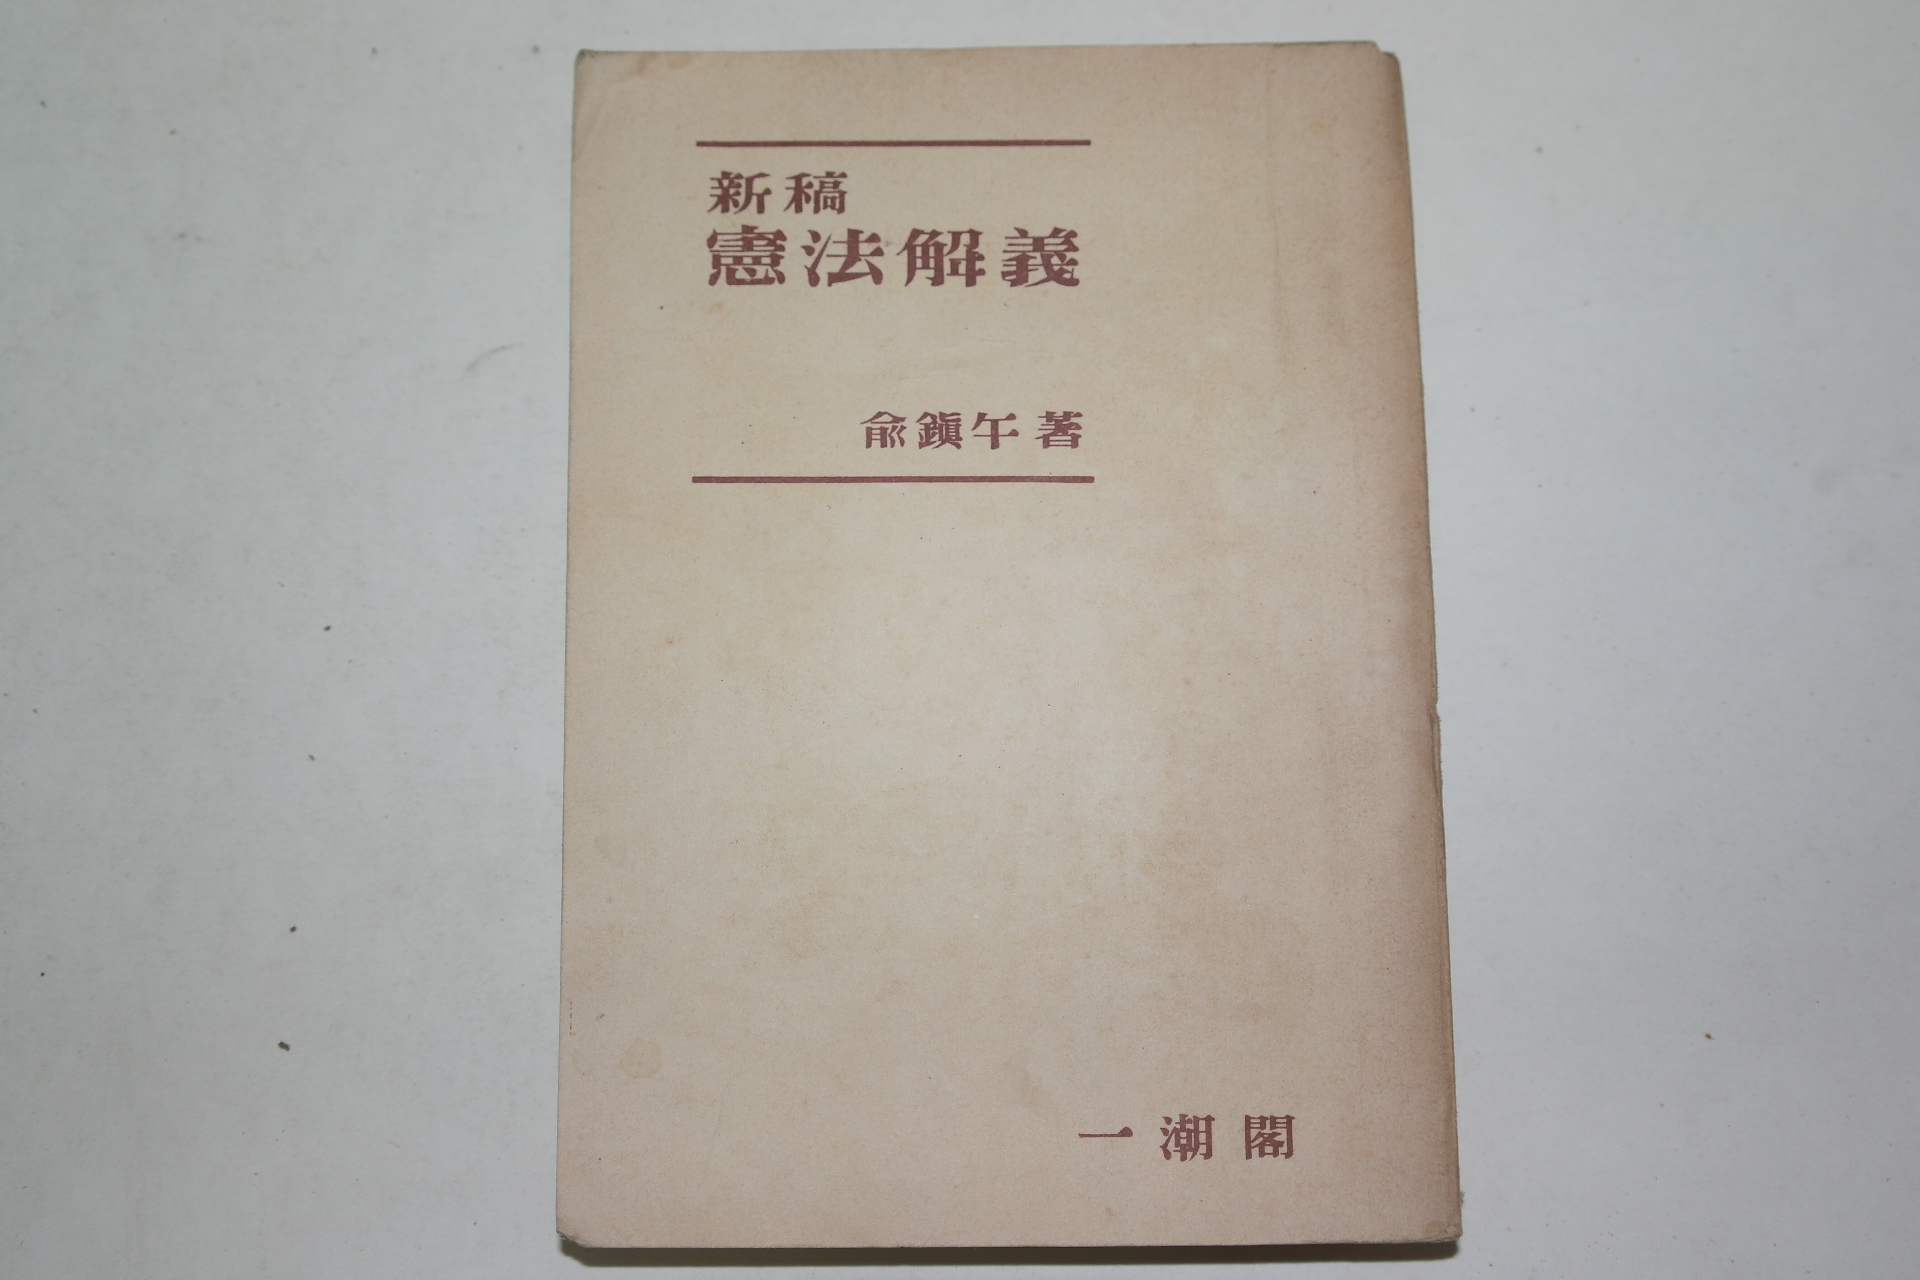 新稿
憲法解義
兪鎭午 著
一潮閣